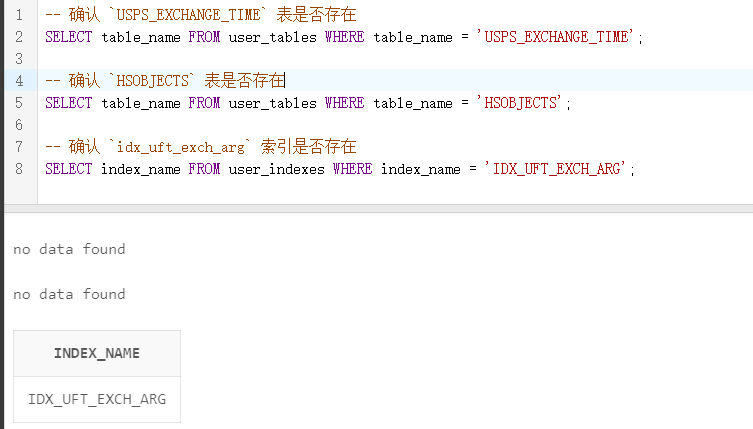 1 -- 确认 `USPS_EXCHANGE_TIME` 表是否存在
2 SELECT table_name FROM user_tables WHERE table_name = 'USPS_EXCHANGE_TIME';
3
4 -- 确认 `HSOBJECTS` 表是否存在
5 SELECT table_name FROM user_tables WHERE table_name = 'HSOBJECTS';
6
7 -- 确认 `idx_uft_exch_arg` 索引是否存在
8 SELECT index_name FROM user_indexes WHERE index_name = 'IDX_UFT_EXCH_ARG';
no data found
no data found
INDEX_NAME
IDX_UFT_EXCH_ARG